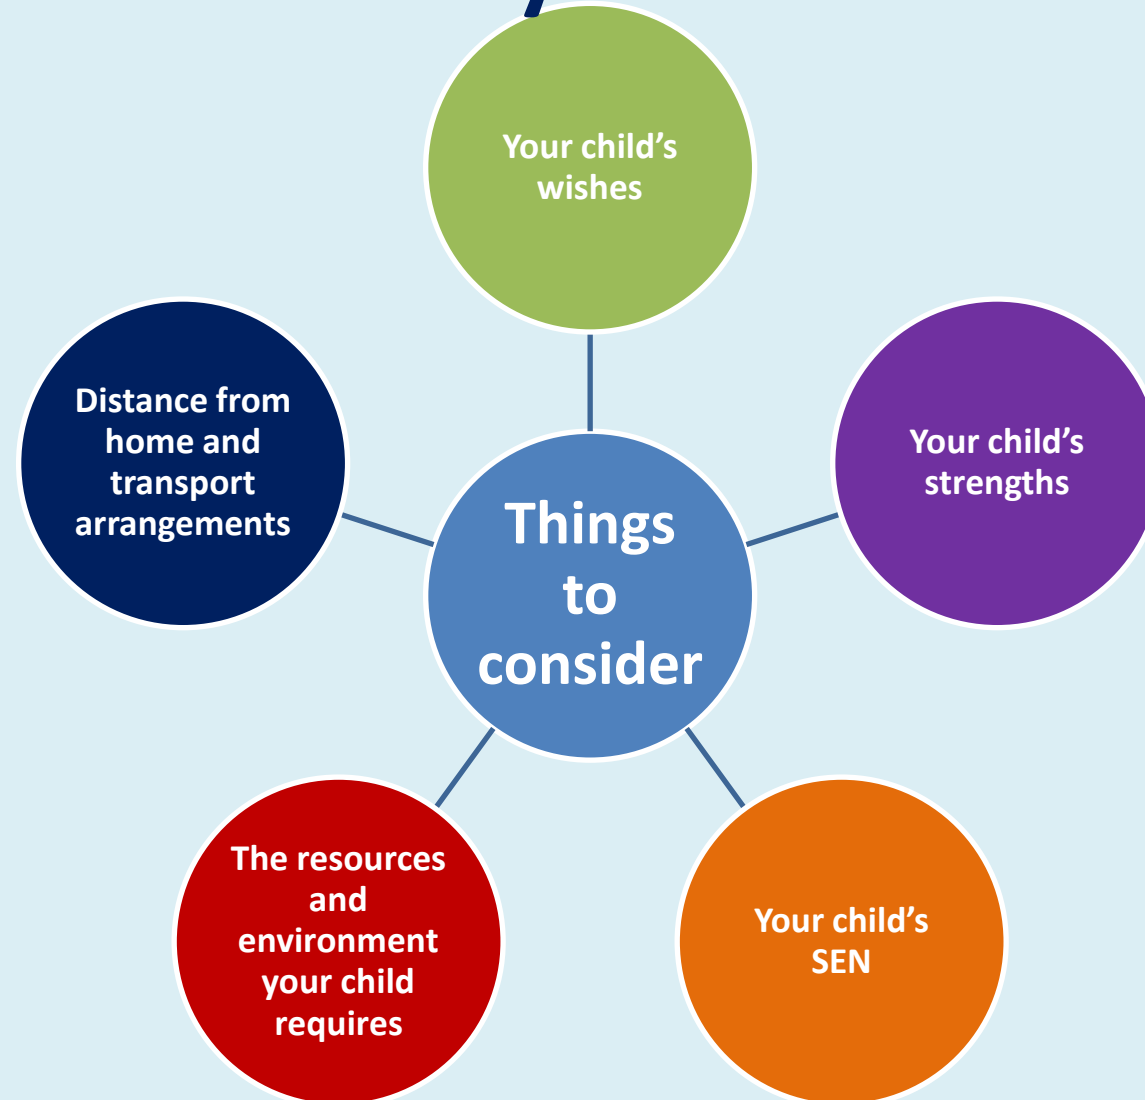 Your child’s
wishes
Distance from
home and
transport
arrangements
Your child’s
strengths
Things
to
consider
The resources
and
environment
your child
requires
Your child’s
SEN